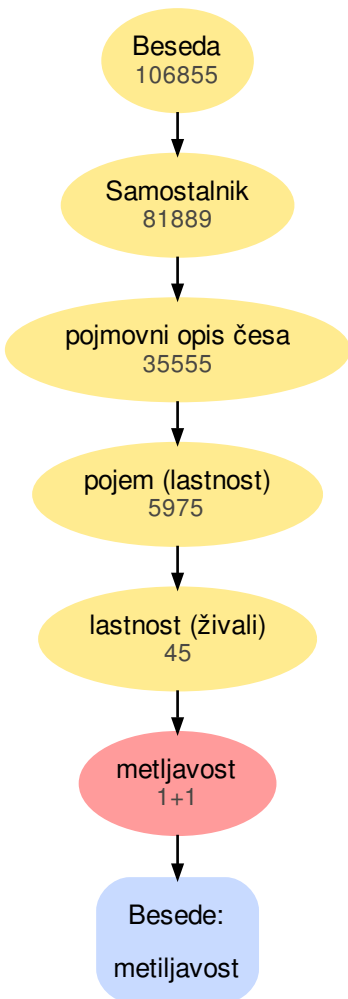 Beseda
106855
Samostalnik
81889
pojmovni opis česa
35555
pojem (lastnost)
5975
lastnost (živali)
45
metljavost
1+1
Besede:
metiljavost